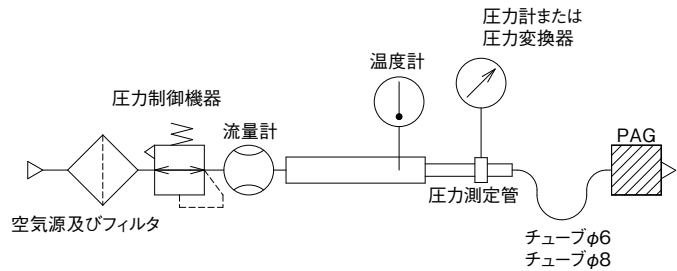 圧力計または
圧力変換器
温度計
圧力制御機器
流量計
PAG
圧力測定管
空気源及びフィルタ
チューブφ6
チューブφ8